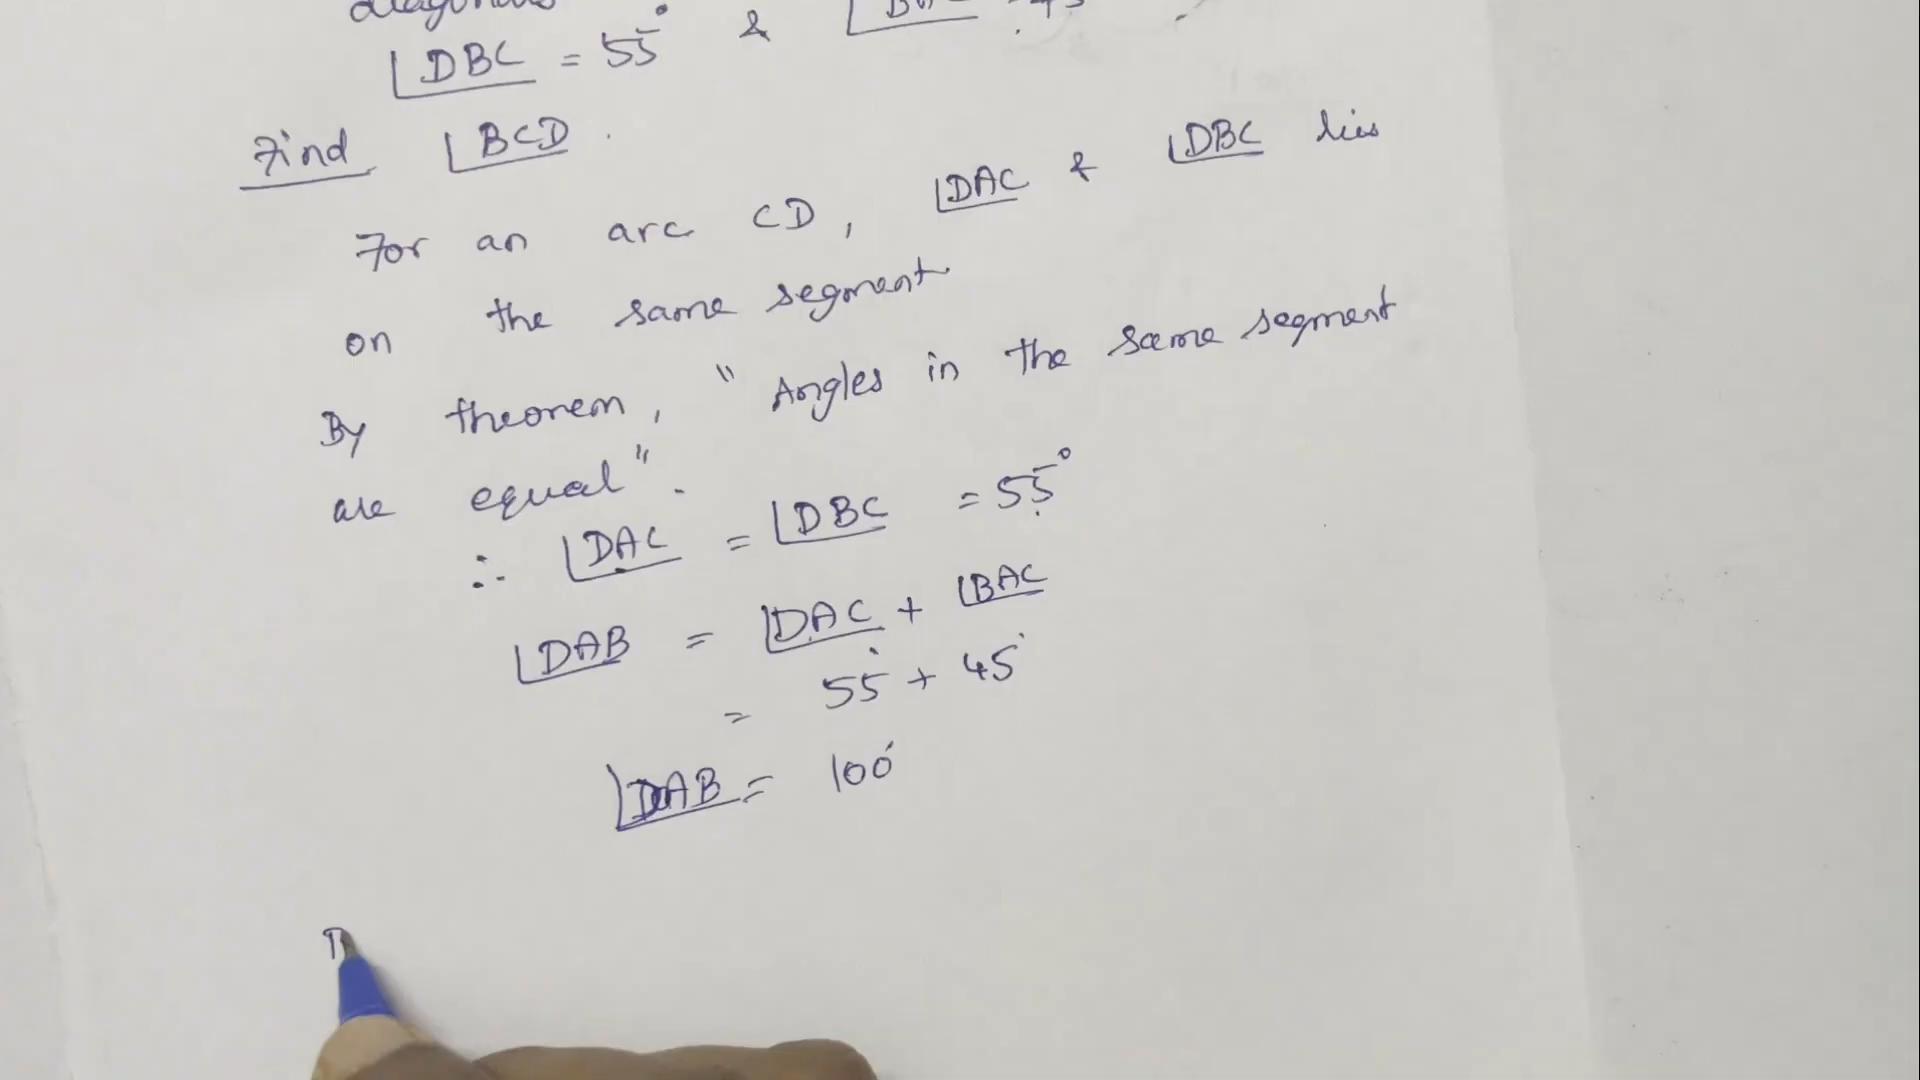 ∠DBC = 55° &
Find ∠BCD.
For an arc CD, ∠DAC & ∠DBC lies
on the same segment
By theorem, "Angles in the same segment
are equal".
∴ ∠DAC = ∠DBC = 55°
∠DAB = ∠DAC + ∠BAC
= 55° + 45°
∠DAB = 100°